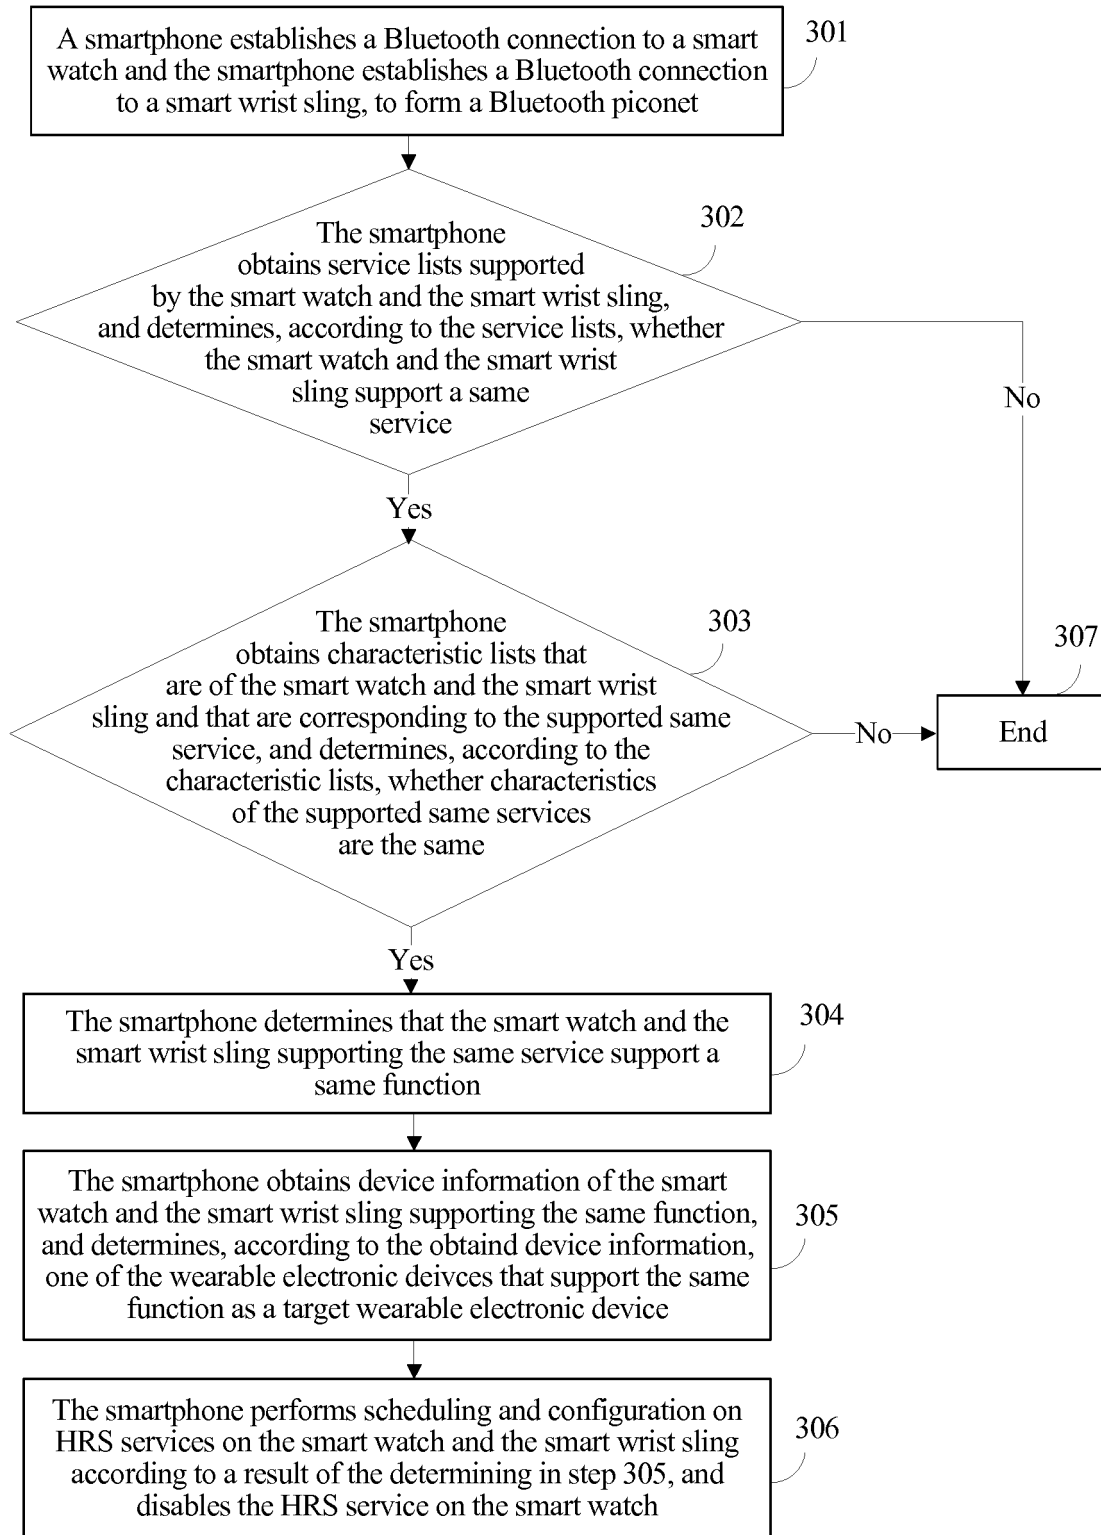 A smartphone establishes a Bluetooth connection to a smart
watch and the smartphone establishes a Bluetooth connection
to a smart wrist sling, to form a Bluetooth piconet
301
The smartphone
obtains service lists supported
by the smart watch and the smart wrist sling,
and determines, according to the service lists, whether
the smart watch and the smart wrist
sling support a same
service
302
No
Yes
The smartphone
obtains characteristic lists that
are of the smart watch and the smart wrist
sling and that are corresponding to the supported same
service, and determines, according to the
characteristic lists, whether characteristics
of the supported same services
are the same
303
No
307
End
Yes
The smartphone determines that the smart watch and the
smart wrist sling supporting the same service support a
same function
304
The smartphone obtains device information of the smart
watch and the smart wrist sling supporting the same function,
and determines, according to the obtaind device information,
one of the wearable electronic deivces that support the same
function as a target wearable electronic device
305
The smartphone performs scheduling and configuration on
HRS services on the smart watch and the smart wrist sling
according to a result of the determining in step 305, and
disables the HRS service on the smart watch
306